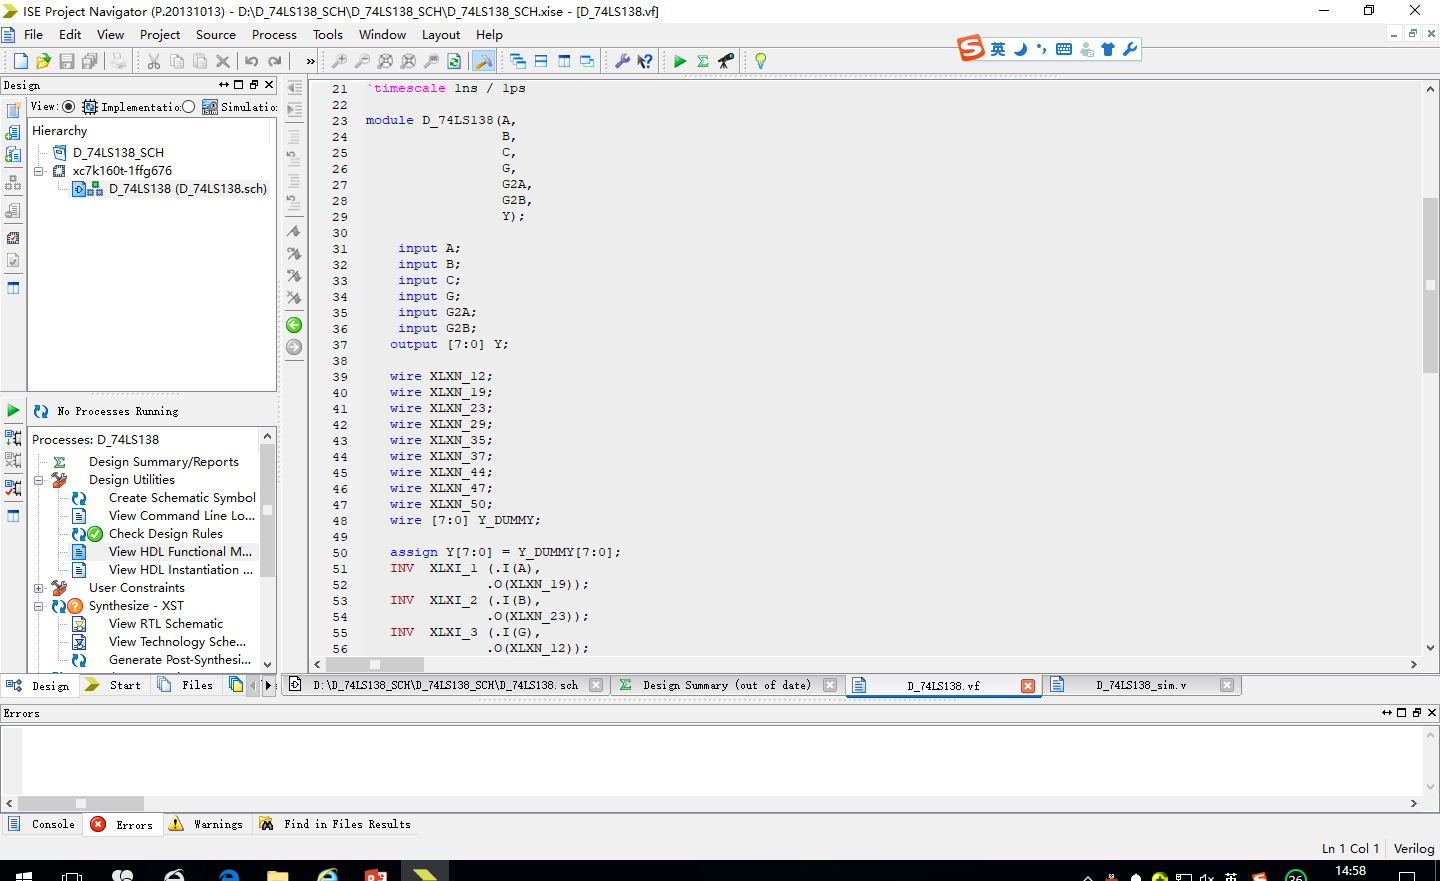 ISE Project Navigator (P.20131013) - D:\D_74LS138_SCH\D_74LS138_SCH\D_74LS138_SCH.xise - [D_74LS138.vf]
File Edit View Project Source Process Tools Window Layout Help
英
Design
View: Implementatio: Simulatio:
Hierarchy
D_74LS138_SCH
xc7k160t-1ffg676
D_74LS138 (D_74LS138.sch)
No Processes Running
Processes: D_74LS138
Design Summary/Reports
Design Utilities
Create Schematic Symbol
View Command Line Lo...
Check Design Rules
View HDL Functional M...
View HDL Instantiation ...
User Constraints
Synthesize - XST
View RTL Schematic
View Technology Sche...
Generate Post-Synthesi...
Design Start Files
21 `timescale 1ns / 1ps
22
23 module D_74LS138(A,
24 B,
25 C,
26 G,
27 G2A,
28 G2B,
29 Y);
30
31 input A;
32 input B;
33 input C;
34 input G;
35 input G2A;
36 input G2B;
37 output [7:0] Y;
38
39 wire XLXN_12;
40 wire XLXN_19;
41 wire XLXN_23;
42 wire XLXN_29;
43 wire XLXN_35;
44 wire XLXN_37;
45 wire XLXN_44;
46 wire XLXN_47;
47 wire XLXN_50;
48 wire [7:0] Y_DUMMY;
49
50 assign Y[7:0] = Y_DUMMY[7:0];
51 INV XLXI_1 (.I(A),
52 .O(XLXN_19));
53 INV XLXI_2 (.I(B),
54 .O(XLXN_23));
55 INV XLXI_3 (.I(G),
56 .O(XLXN_12));
D:\D_74LS138_SCH\D_74LS138_SCH\D_74LS138.sch Design Summary (out of date) D_74LS138.vf D_74LS138_sim.v
Errors
Console Errors Warnings Find in Files Results
Ln 1 Col 1 Verilog
14:58